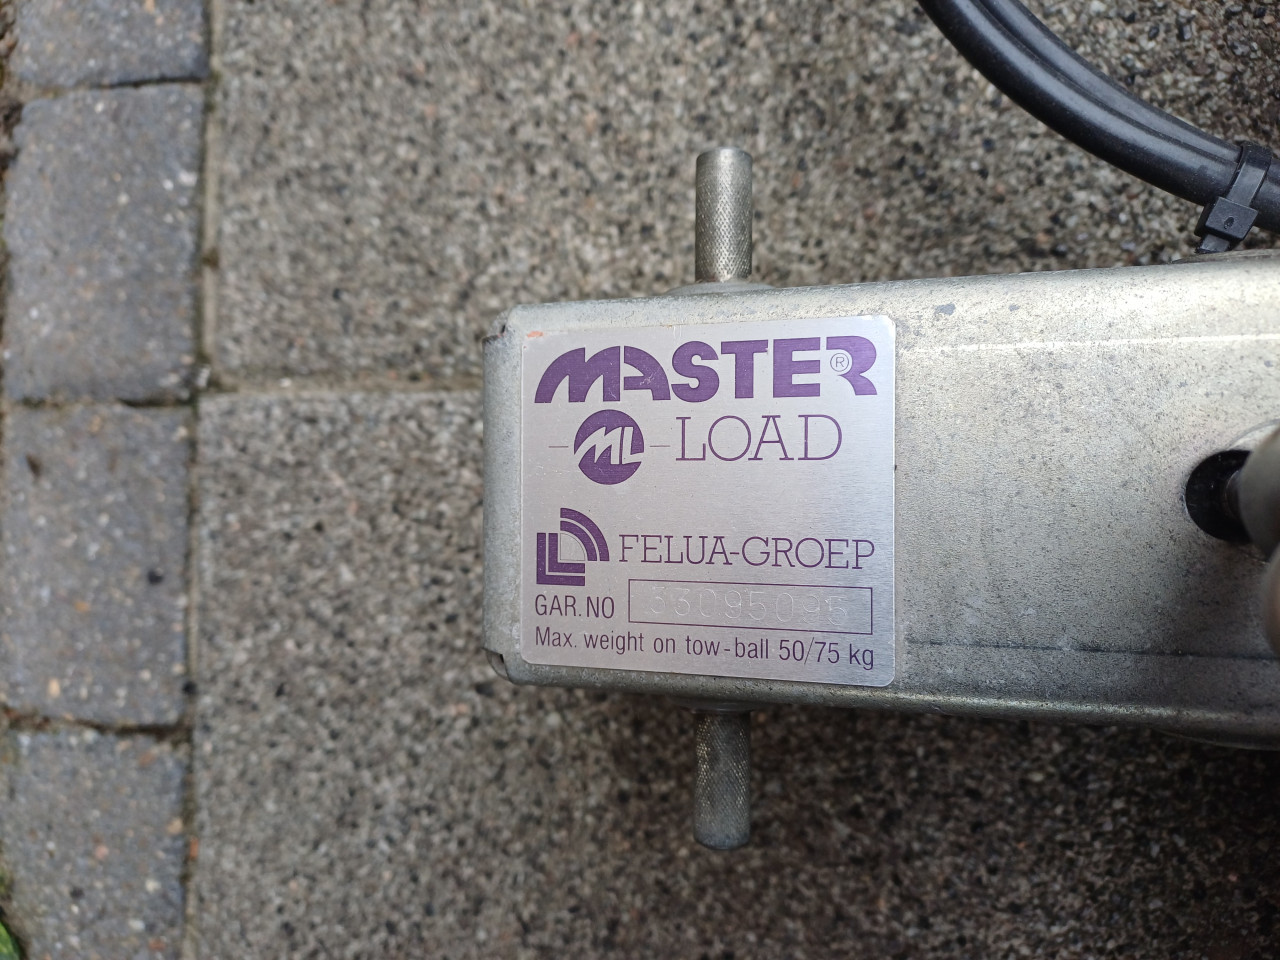 MASTER®
ML LOAD
FELUA-GROEP
GAR. NO 33095095
Max. weight on tow-ball 50/75 kg